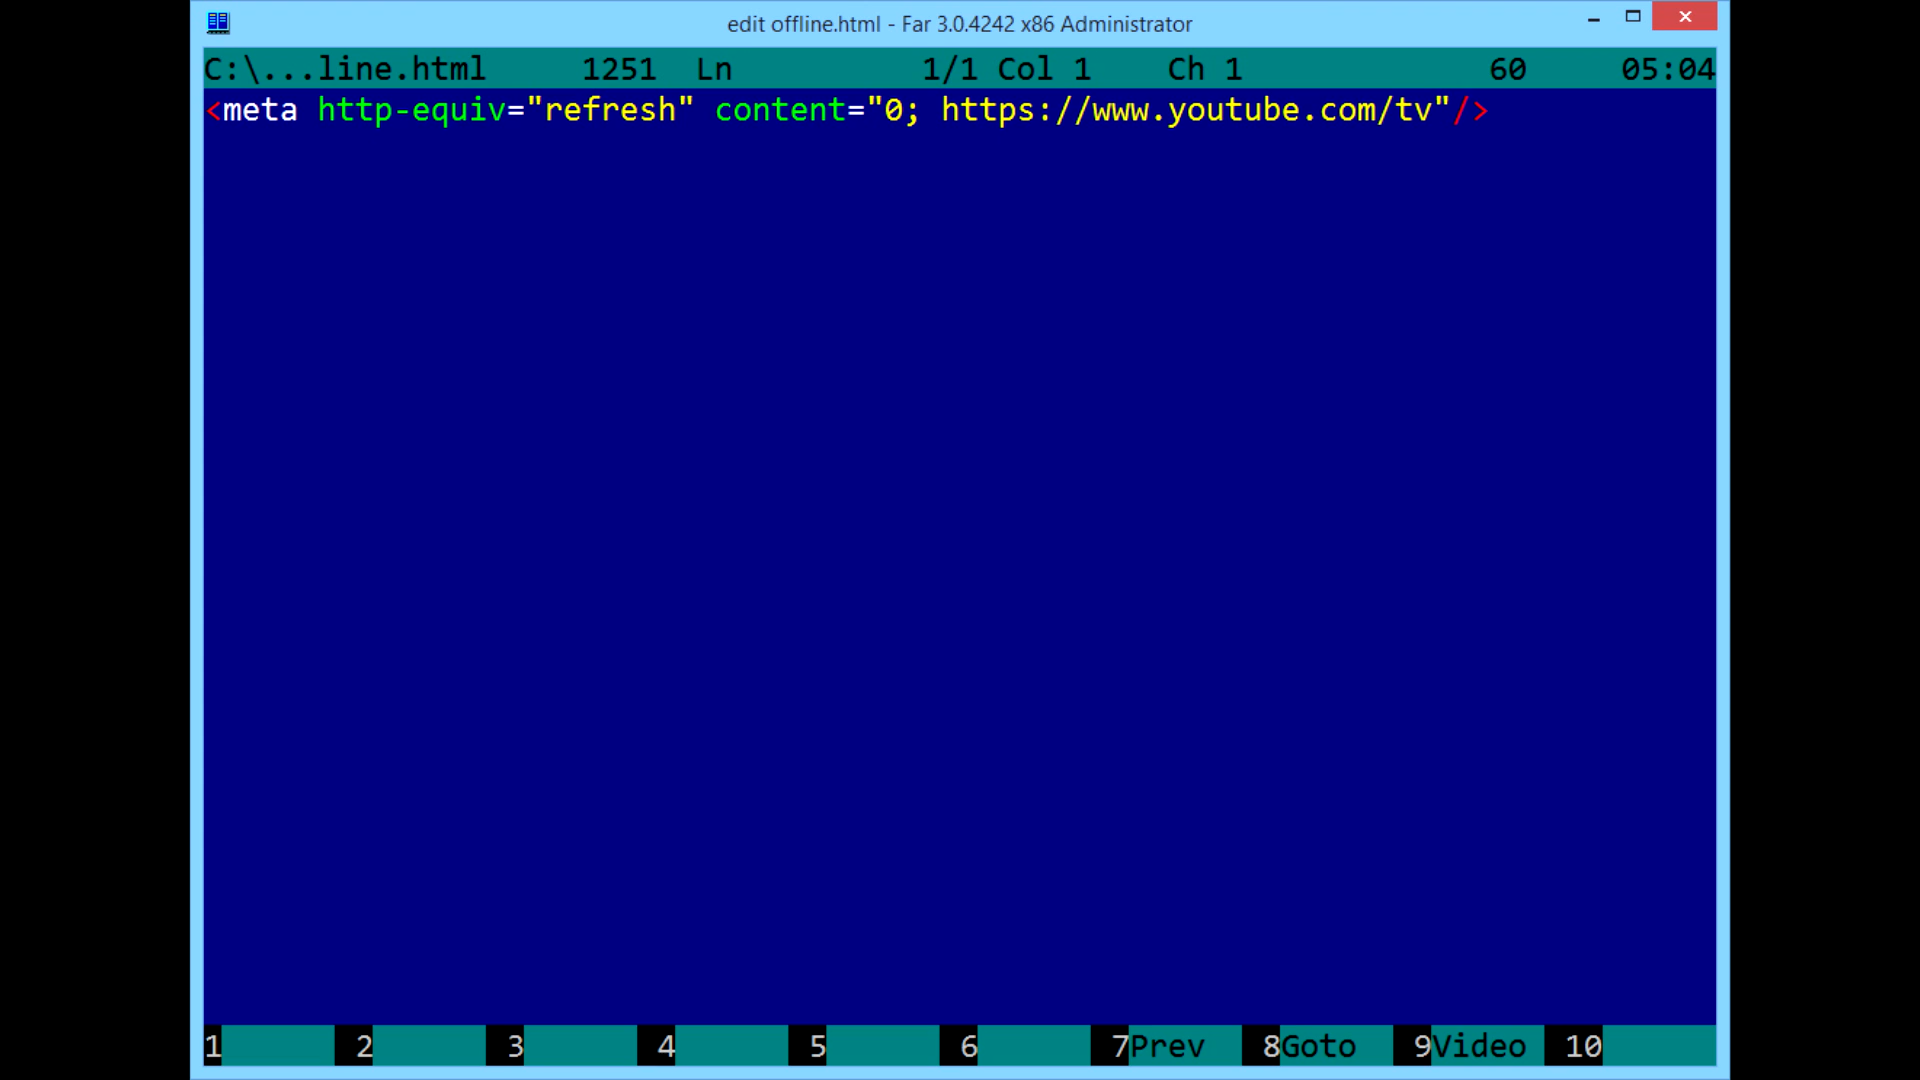 edit offline.html - Far 3.0.4242 x86 Administrator
C:\...line.html 1251 Ln 1/1 Col 1 Ch 1 60 05:04
<meta http-equiv="refresh" content="0; https://www.youtube.com/tv"/>
1 2 3 4 5 6 7Prev 8Goto 9Video 10